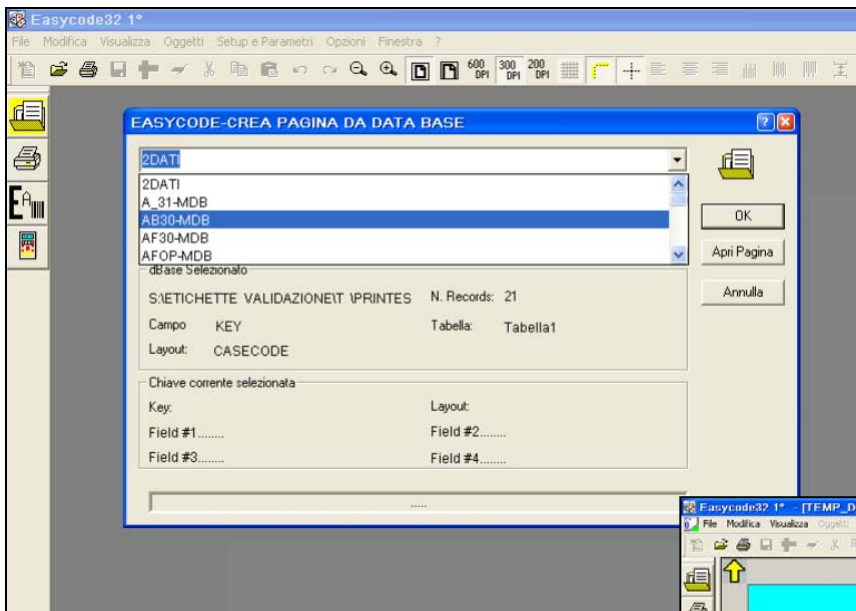 Easycode32 1°
File Modifica Visualizza Oggetti Setup e Parametri Opzioni Finestra ?
600 DPI 300 DPI 200 DPI
EASYCODE-CREA PAGINA DA DATA BASE
2DATI
2DATI
A_31-MDB
AB30-MDB
AF30-MDB
AFOP-MDB
OK
Apri Pagina
Annulla
dBase Selezionato
S:\ETICHETTE VALIDAZIONE\T \PRINTES N. Records: 21
Campo KEY Tabella: Tabella1
Layout: CASECODE
Chiave corrente selezionata
Key: Layout:
Field #1........ Field #2........
Field #3........ Field #4........
.....
Easycode32 1° - [TEMP_D
File Modifica Visualizza Oggetti